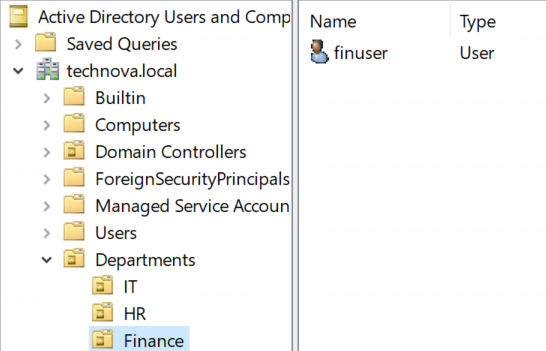 Active Directory Users and Comp
Saved Queries
technova.local
Builtin
Computers
Domain Controllers
ForeignSecurityPrincipals
Managed Service Accoun
Users
Departments
IT
HR
Finance
Name Type
finuser User